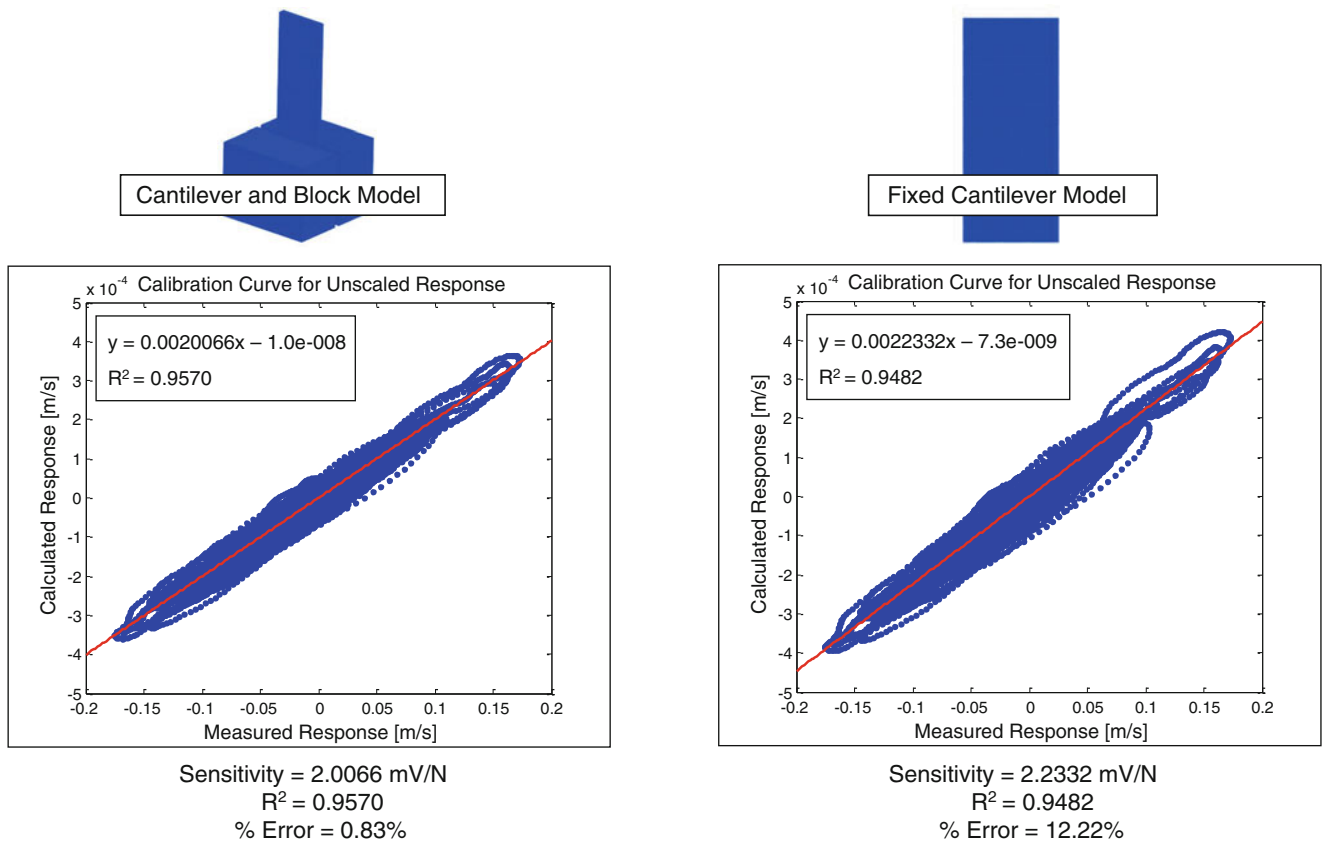 Cantilever and Block Model
x 10⁻⁴ Calibration Curve for Unscaled Response
y = 0.0020066x – 1.0e-008
R² = 0.9570
Calculated Response [m/s]
5
4
3
2
1
0
-1
-2
-3
-4
-5
-0.2 -0.15 -0.1 -0.05 0 0.05 0.1 0.15 0.2
Measured Response [m/s]
Sensitivity = 2.0066 mV/N
R² = 0.9570
% Error = 0.83%
Fixed Cantilever Model
x 10⁻⁴ Calibration Curve for Unscaled Response
y = 0.0022332x – 7.3e-009
R² = 0.9482
Calculated Response [m/s]
5
4
3
2
1
0
-1
-2
-3
-4
-5
-0.2 -0.15 -0.1 -0.05 0 0.05 0.1 0.15 0.2
Measured Response [m/s]
Sensitivity = 2.2332 mV/N
R² = 0.9482
% Error = 12.22%